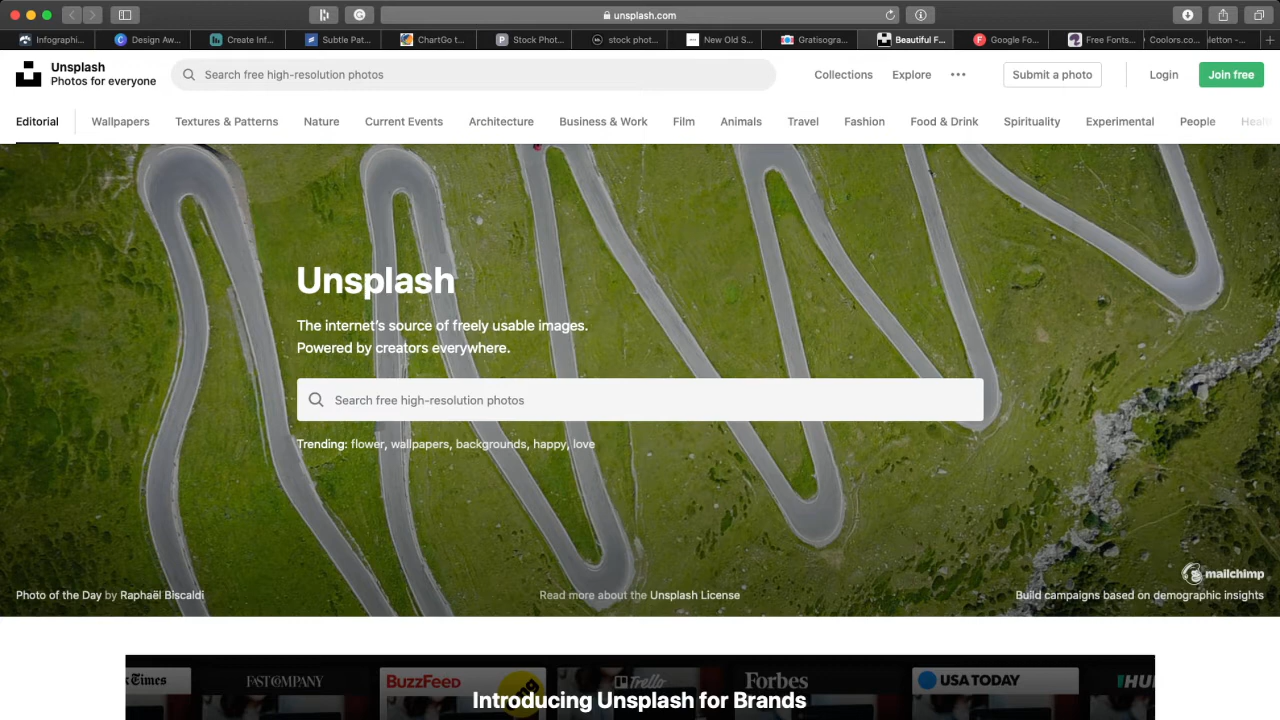 unsplash.com
Infographi...
Design Aw...
Create Inf...
Subtle Pat...
ChartGo t...
Stock Phot...
stock phot...
New Old S...
Gratisogra...
Beautiful F...
Google Fo...
Free Fonts...
Coolors.co...
letton -...
Unsplash
Photos for everyone
Search free high-resolution photos
Collections
Explore
Submit a photo
Login
Join free
Editorial
Wallpapers
Textures & Patterns
Nature
Current Events
Architecture
Business & Work
Film
Animals
Travel
Fashion
Food & Drink
Spirituality
Experimental
People
Heal
Unsplash
The internet's source of freely usable images.
Powered by creators everywhere.
Search free high-resolution photos
Trending: flower, wallpapers, backgrounds, happy, love
mailchimp
Photo of the Day by Raphaël Biscaldi
Read more about the Unsplash License
Build campaigns based on demographic insights
Times
FAST COMPANY
BuzzFeed
Trello
Forbes
USA TODAY
Introducing Unsplash for Brands